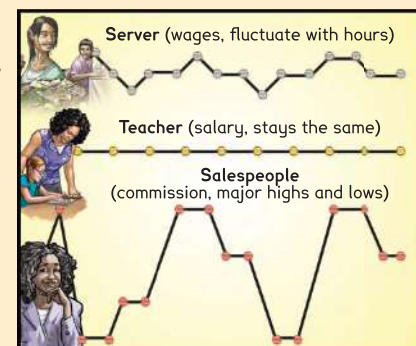 Server (wages, fluctuate with hours)
Teacher (salary, stays the same)
Salespeople
(commission, major highs and lows)